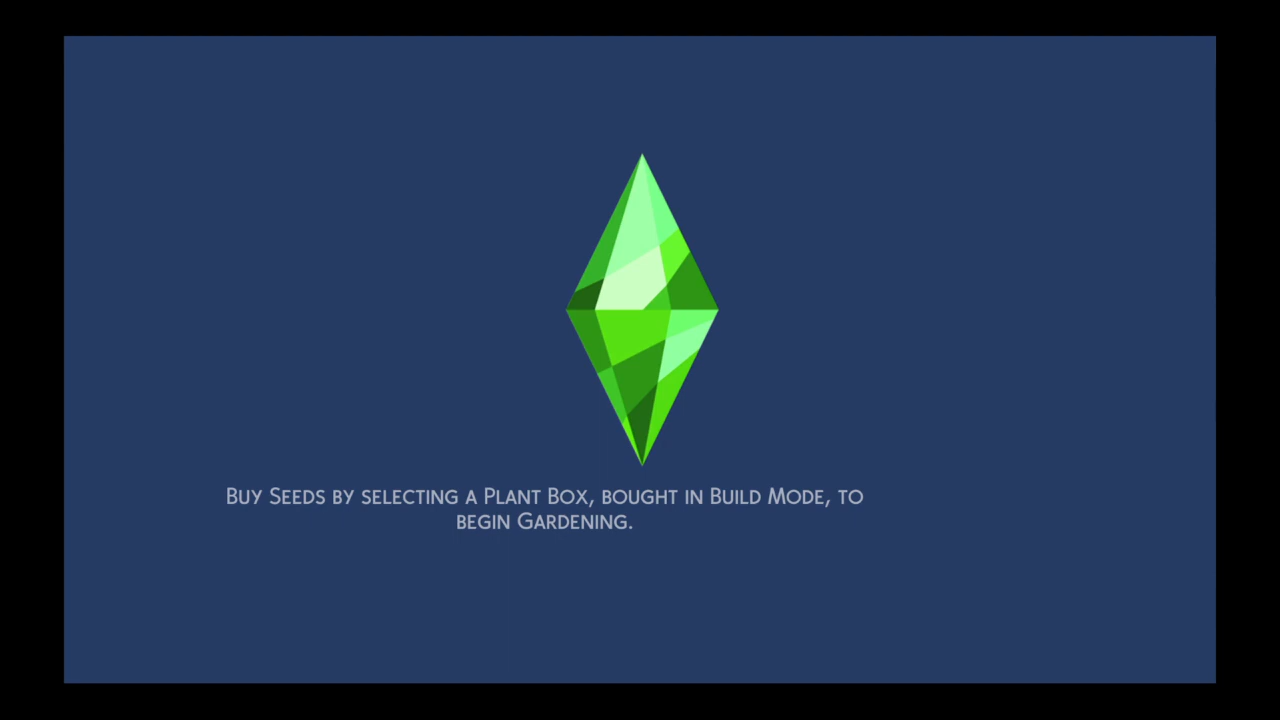 Buy Seeds by selecting a Plant Box, bought in Build Mode, to
begin Gardening.